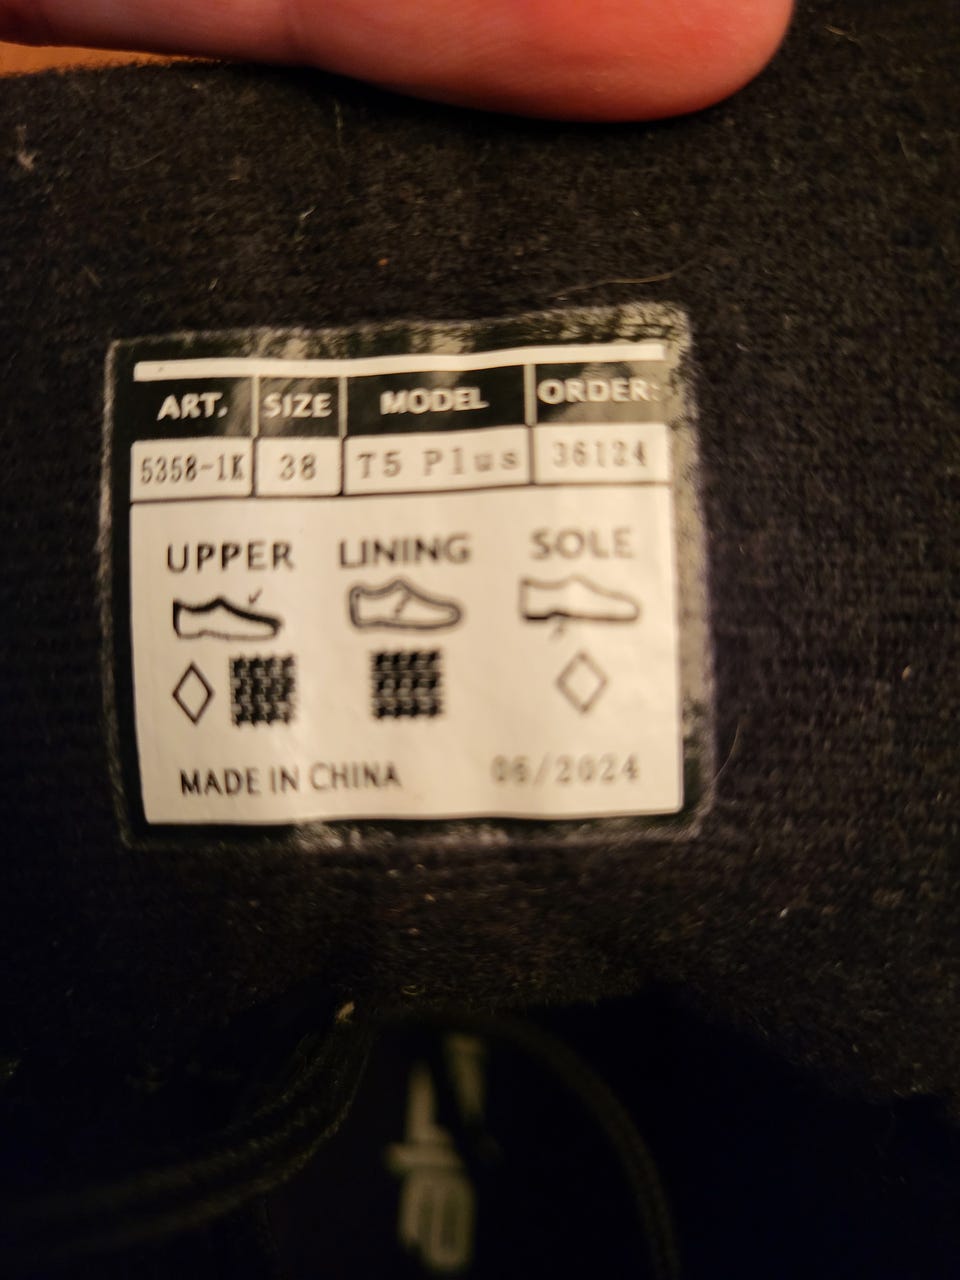 ART. SIZE MODEL ORDER:
5358-1K 38 T5 Plus 36124
UPPER LINING SOLE
MADE IN CHINA 06/2024